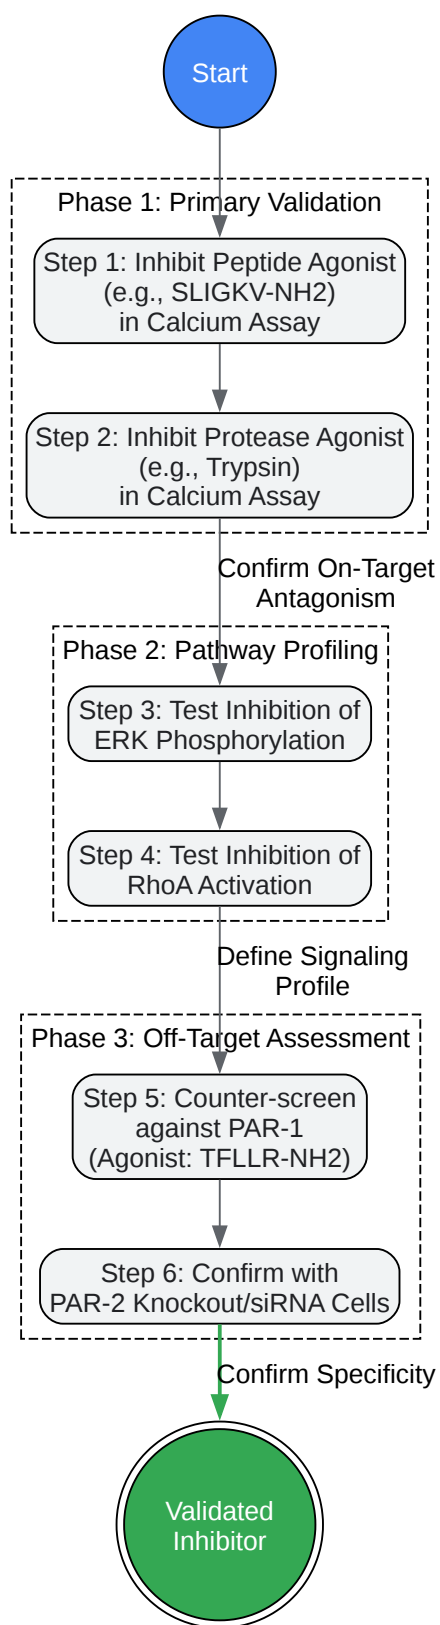 Start
Phase 1: Primary Validation
Step 1: Inhibit Peptide Agonist
(e.g., SLIGKV-NH2)
in Calcium Assay
Step 2: Inhibit Protease Agonist
(e.g., Trypsin)
in Calcium Assay
Confirm On-Target
Antagonism
Phase 2: Pathway Profiling
Step 3: Test Inhibition of
ERK Phosphorylation
Step 4: Test Inhibition of
RhoA Activation
Define Signaling
Profile
Phase 3: Off-Target Assessment
Step 5: Counter-screen
against PAR-1
(Agonist: TFLLR-NH2)
Step 6: Confirm with
PAR-2 Knockout/siRNA Cells
Confirm Specificity
Validated
Inhibitor